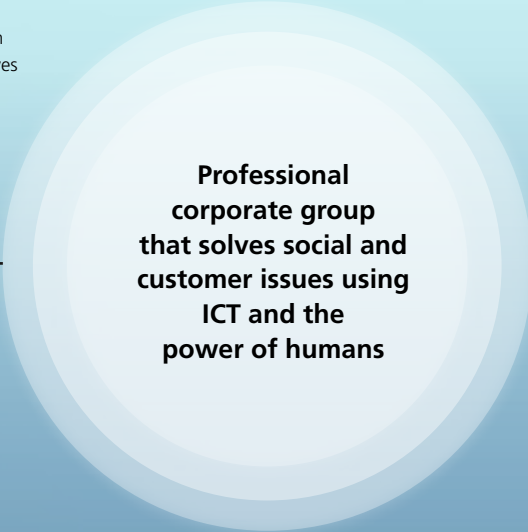 Professional
corporate group
that solves social and
customer issues using
ICT and the
power of humans